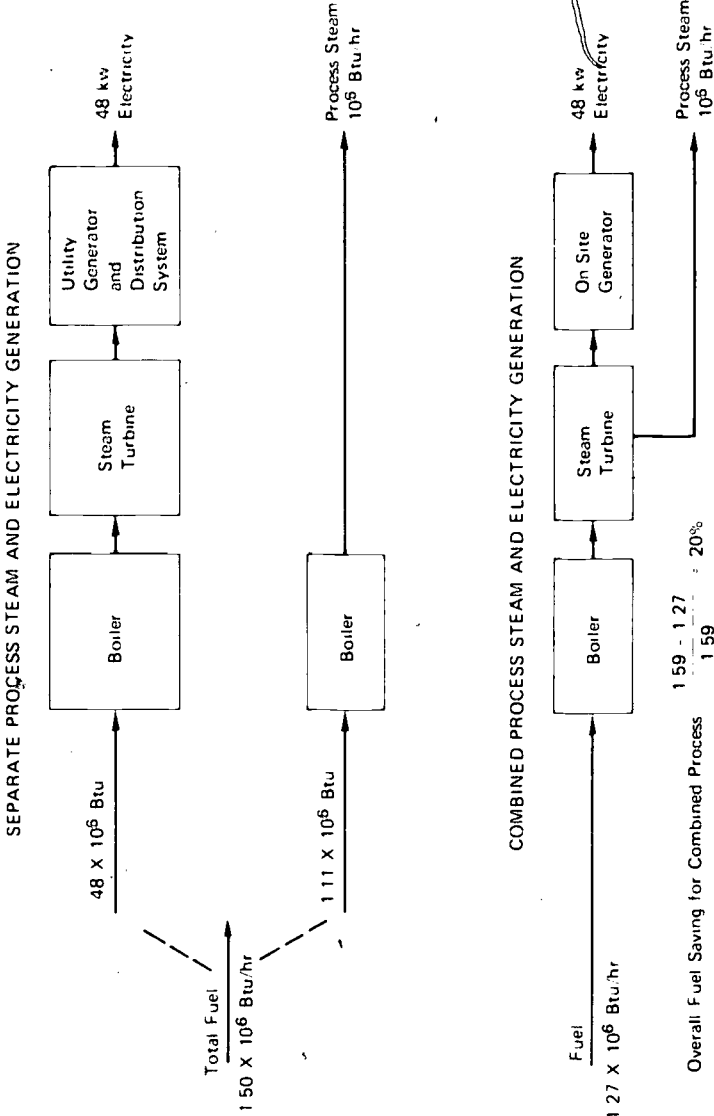 SEPARATE PROCESS STEAM AND ELECTRICITY GENERATION
Total Fuel
1 50 X 10⁶ Btu/hr
48 X 10⁶ Btu
Boiler
Steam
Turbine
Utility
Generator
and
Distribution
System
48 kw
Electricity
1 11 X 10⁶ Btu
Boiler
Process Steam
10⁶ Btu/hr
COMBINED PROCESS STEAM AND ELECTRICITY GENERATION
Fuel
1 27 X 10⁶ Btu/hr
Boiler
Steam
Turbine
On Site
Generator
48 kw
Electricity
Process Steam
10⁶ Btu/hr
Overall Fuel Saving for Combined Process
1 59 - 1 27
1 59
= 20%